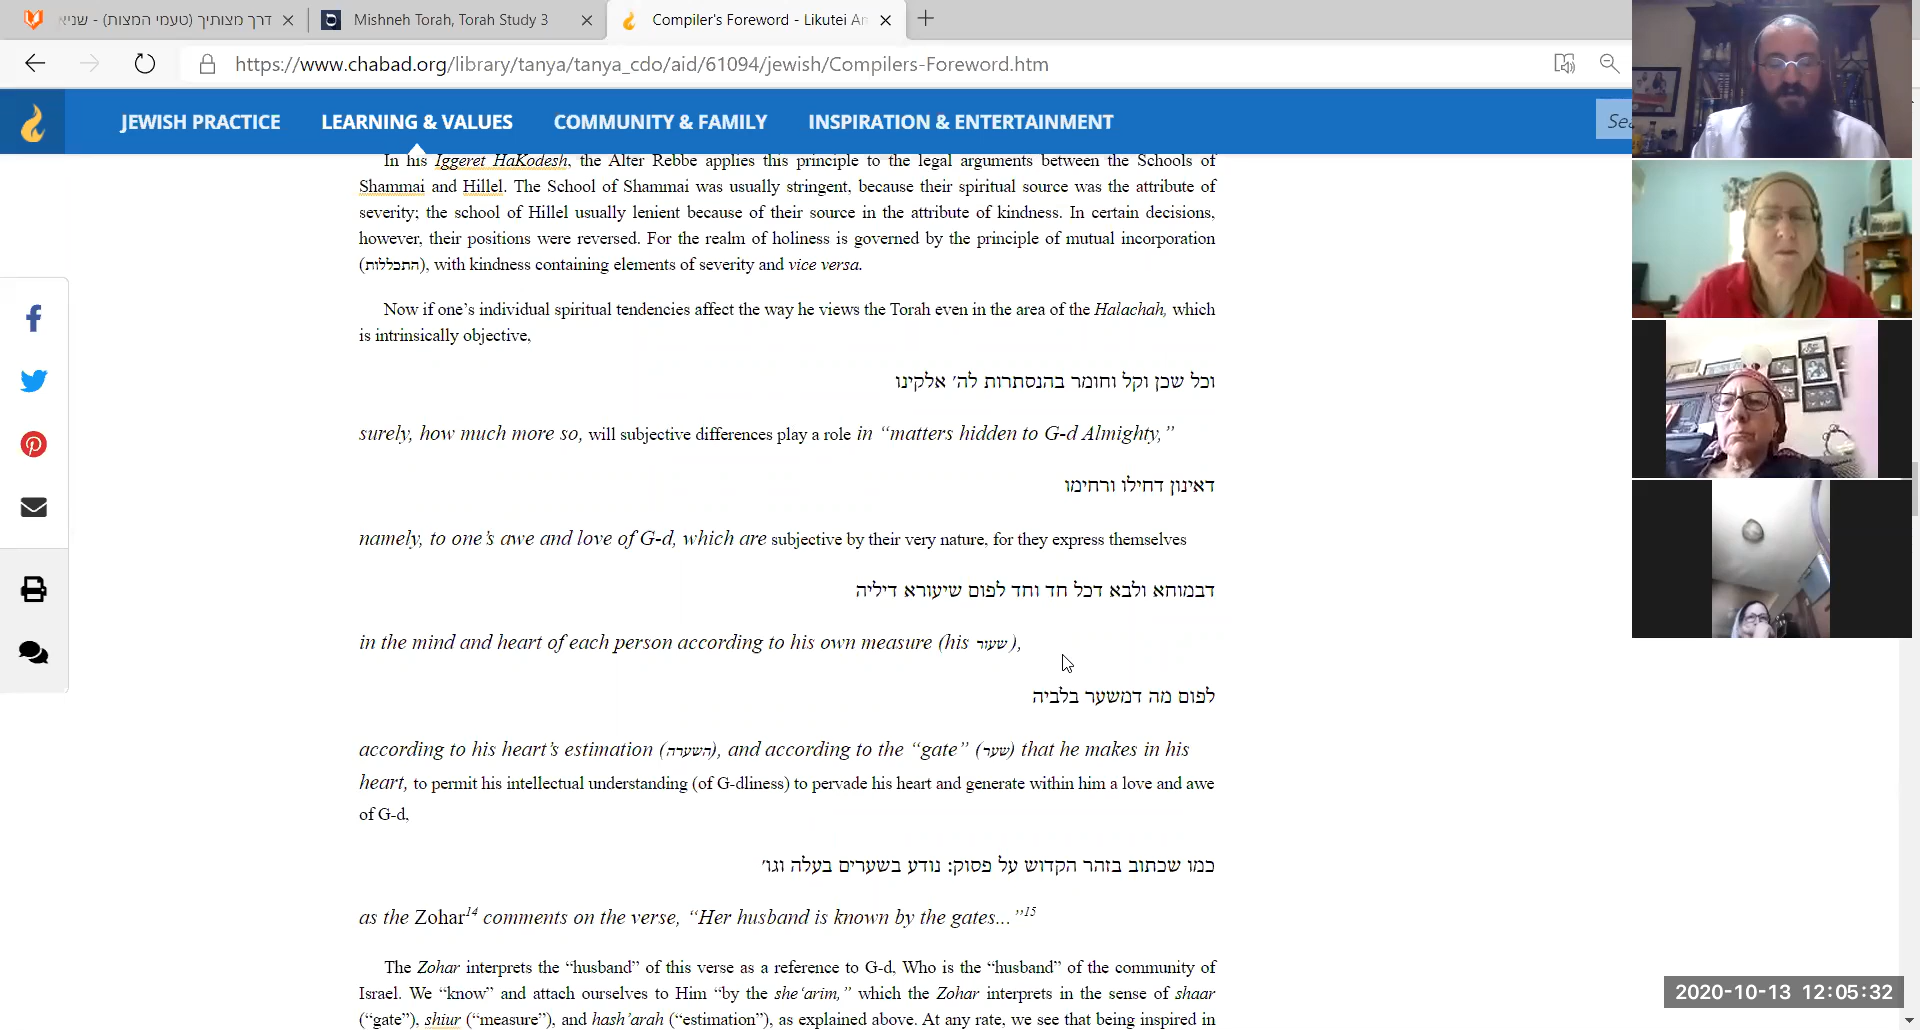 דרך מצותיך (טעמי המצות) - שניא
Mishneh Torah, Torah Study 3
Compiler's Foreword - Likutei An
https://www.chabad.org/library/tanya/tanya_cdo/aid/61094/jewish/Compilers-Foreword.htm
JEWISH PRACTICE LEARNING & VALUES COMMUNITY & FAMILY INSPIRATION & ENTERTAINMENT
In his Iggeret HaKodesh, the Alter Rebbe applies this principle to the legal arguments between the Schools of
Shammai and Hillel. The School of Shammai was usually stringent, because their spiritual source was the attribute of
severity; the school of Hillel usually lenient because of their source in the attribute of kindness. In certain decisions,
however, their positions were reversed. For the realm of holiness is governed by the principle of mutual incorporation
(התכללות), with kindness containing elements of severity and vice versa.
Now if one’s individual spiritual tendencies affect the way he views the Torah even in the area of the Halachah, which
is intrinsically objective,
וכל שכן וקל וחומר בהנסתרות לה׳ אלקינו
surely, how much more so, will subjective differences play a role in “matters hidden to G-d Almighty,”
דאינון דחילו ורחימו
namely, to one’s awe and love of G-d, which are subjective by their very nature, for they express themselves
דבמוחא ולבא דכל חד וחד לפום שיעורא דיליה
in the mind and heart of each person according to his own measure (his שעור),
לפום מה דמשער בלביה
according to his heart’s estimation (השערה), and according to the “gate” (שער) that he makes in his
heart, to permit his intellectual understanding (of G-dliness) to pervade his heart and generate within him a love and awe
of G-d,
כמו שכתוב בזהר הקדוש על פסוק: נודע בשערים בעלה וגו׳
as the Zohar14 comments on the verse, “Her husband is known by the gates...”15
The Zohar interprets the “husband” of this verse as a reference to G-d, Who is the “husband” of the community of
Israel. We “know” and attach ourselves to Him “by the she‘arim,” which the Zohar interprets in the sense of shaar
(“gate”), shiur (“measure”), and hash’arah (“estimation”), as explained above. At any rate, we see that being inspired in
2020-10-13 12:05:32